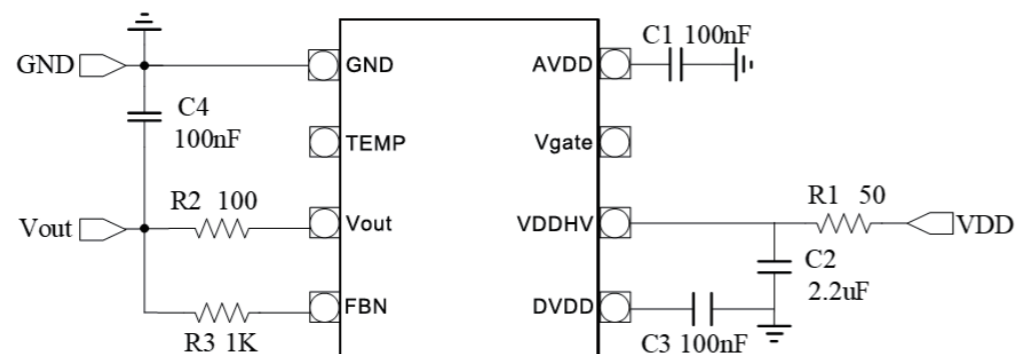 C1 100nF
GND
GND
AVDD
C4
100nF
TEMP
Vgate
R2 100
R1 50
Vout
Vout
VDDHV
VDD
C2
2.2uF
FBN
DVDD
R3 1K
C3 100nF